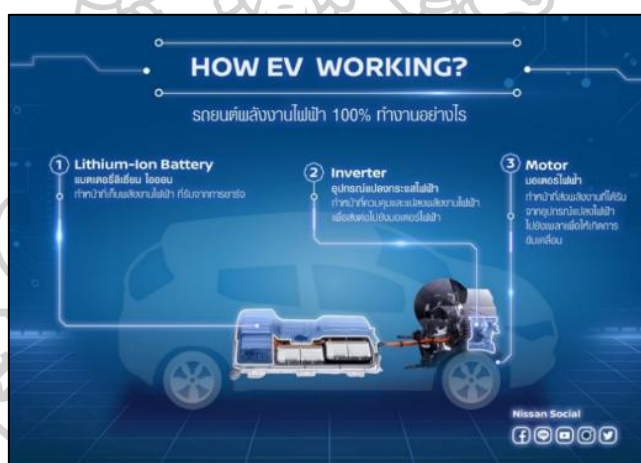 HOW EV WORKING?
รถยนต์พลังงานไฟฟ้า 100% ทำงานอย่างไร
1 Lithium-Ion Battery
แบตเตอรี่ลิเธียม ไอออน
ทำหน้าที่เก็บพลังงานไฟฟ้า ที่รับจากการชาร์จ
2 Inverter
อุปกรณ์แปลงกระแสไฟฟ้า
ทำหน้าที่ควบคุมและแปลงพลังงานไฟฟ้า
เพื่อส่งต่อไปยังมอเตอร์ไฟฟ้า
3 Motor
มอเตอร์ไฟฟ้า
ทำหน้าที่ส่งพลังงานที่ได้รับ
จากอุปกรณ์แปลงไฟฟ้า
ไปยังเพลาเพื่อให้เกิดการ
ขับเคลื่อน
Nissan Social